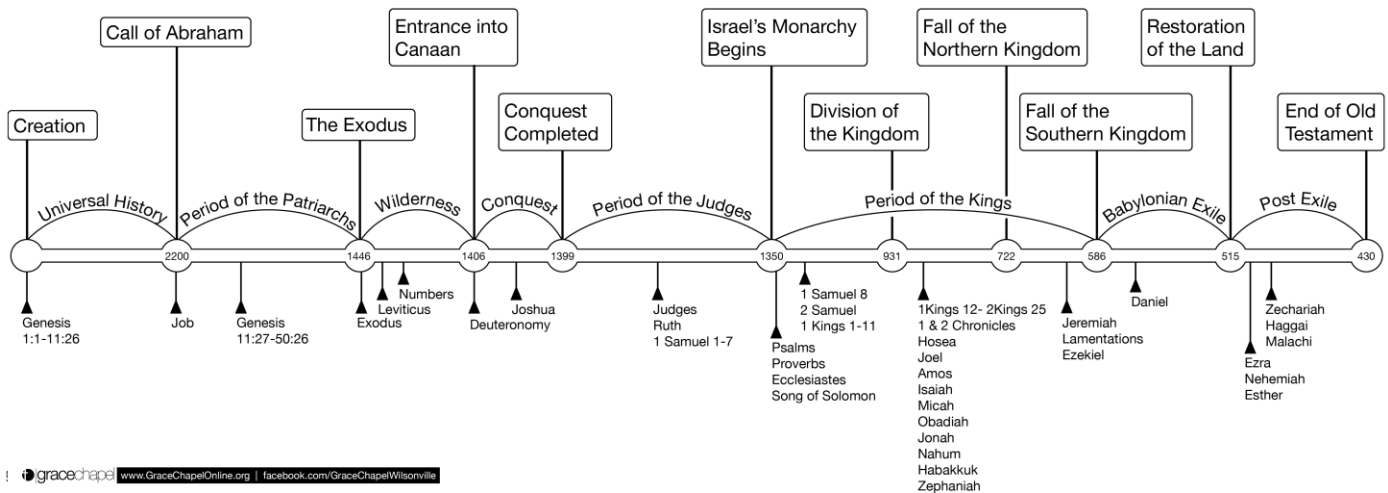 Creation
Call of Abraham
The Exodus
Entrance into
Canaan
Conquest
Completed
Israel's Monarchy
Begins
Division of
the Kingdom
Fall of the
Northern Kingdom
Fall of the
Southern Kingdom
Restoration
of the Land
End of Old
Testament
Universal History
Period of the Patriarchs
Wilderness
Conquest
Period of the Judges
Period of the Kings
Babylonian Exile
Post Exile
2200
1446
1406
1399
1350
931
722
586
515
430
Genesis
1:1-11:26
Job
Genesis
11:27-50:26
Exodus
Leviticus
Numbers
Deuteronomy
Joshua
Judges
Ruth
1 Samuel 1-7
Psalms
Proverbs
Ecclesiastes
Song of Solomon
1 Samuel 8
2 Samuel
1 Kings 1-11
1Kings 12- 2Kings 25
1 & 2 Chronicles
Hosea
Joel
Amos
Isaiah
Micah
Obadiah
Jonah
Nahum
Habakkuk
Zephaniah
Jeremiah
Lamentations
Ezekiel
Daniel
Ezra
Nehemiah
Esther
Zechariah
Haggai
Malachi
gracechapel www.GraceChapelOnline.org | facebook.com/GraceChapelWilsonville